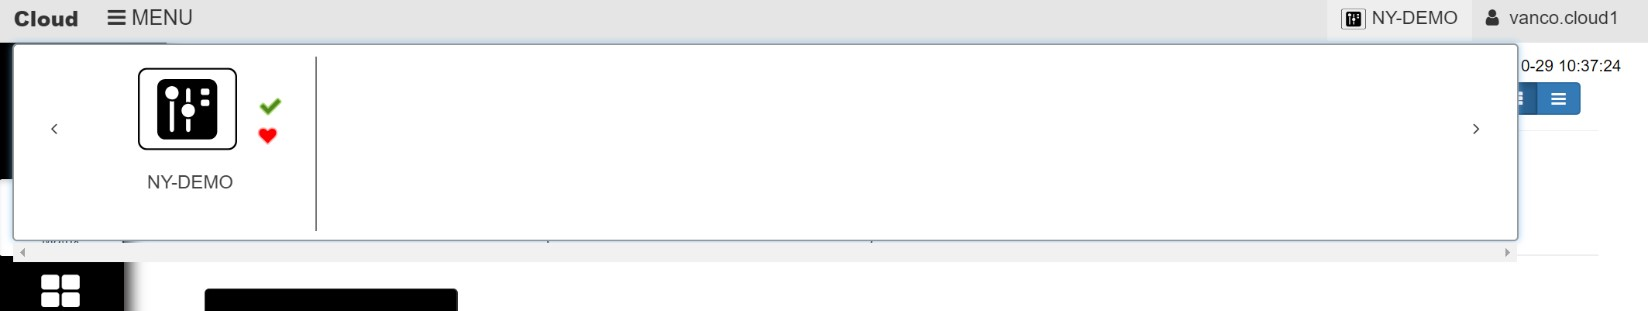 Cloud
MENU
NY-DEMO
vanco.cloud1
0-29 10:37:24
NY-DEMO